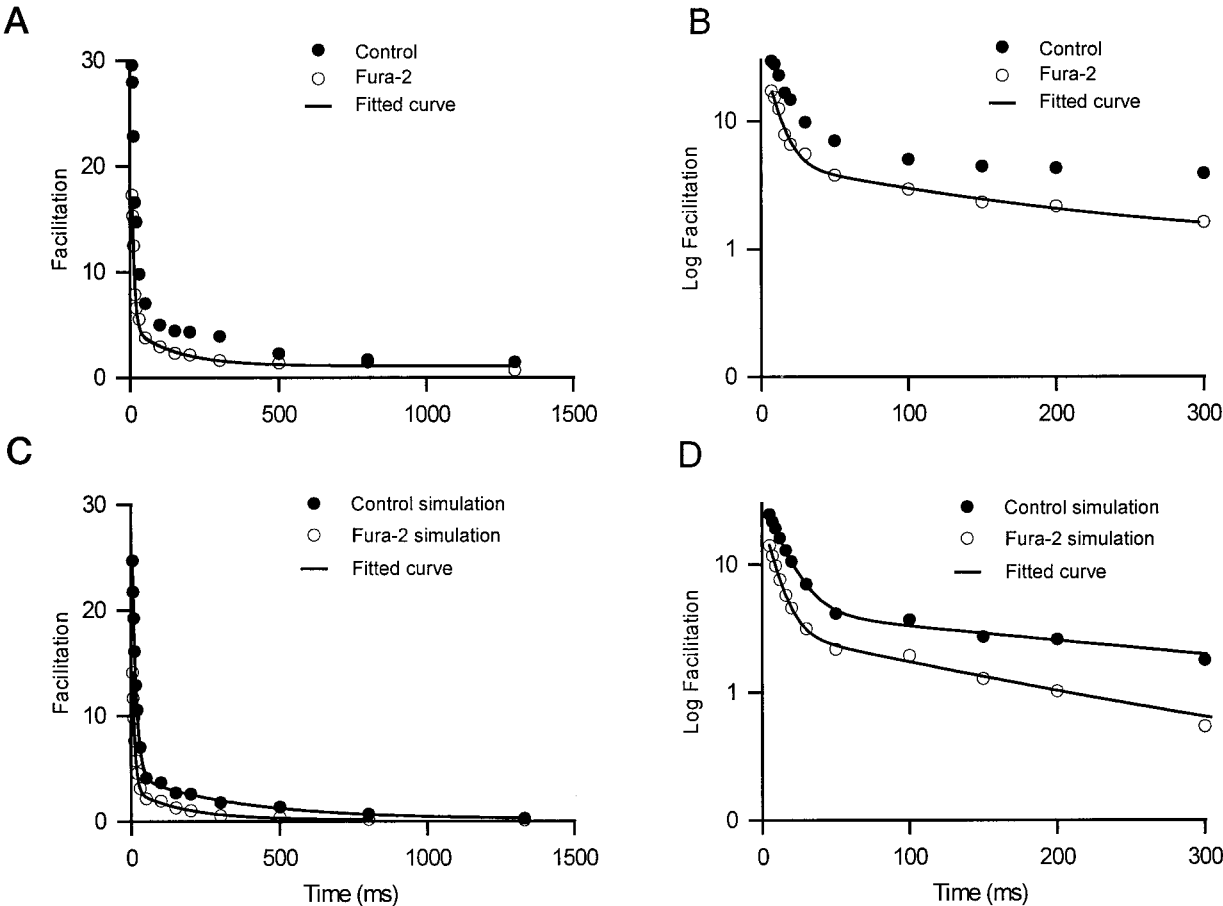 A
Control
Fura-2
Fitted curve
Facilitation
30
20
10
0
0
500
1000
1500
B
Control
Fura-2
Fitted curve
Log Facilitation
10
1
0
0
100
200
300
C
Control simulation
Fura-2 simulation
Fitted curve
Facilitation
30
20
10
0
0
500
1000
1500
Time (ms)
D
Control simulation
Fura-2 simulation
Fitted curve
Log Facilitation
10
1
0
0
100
200
300
Time (ms)